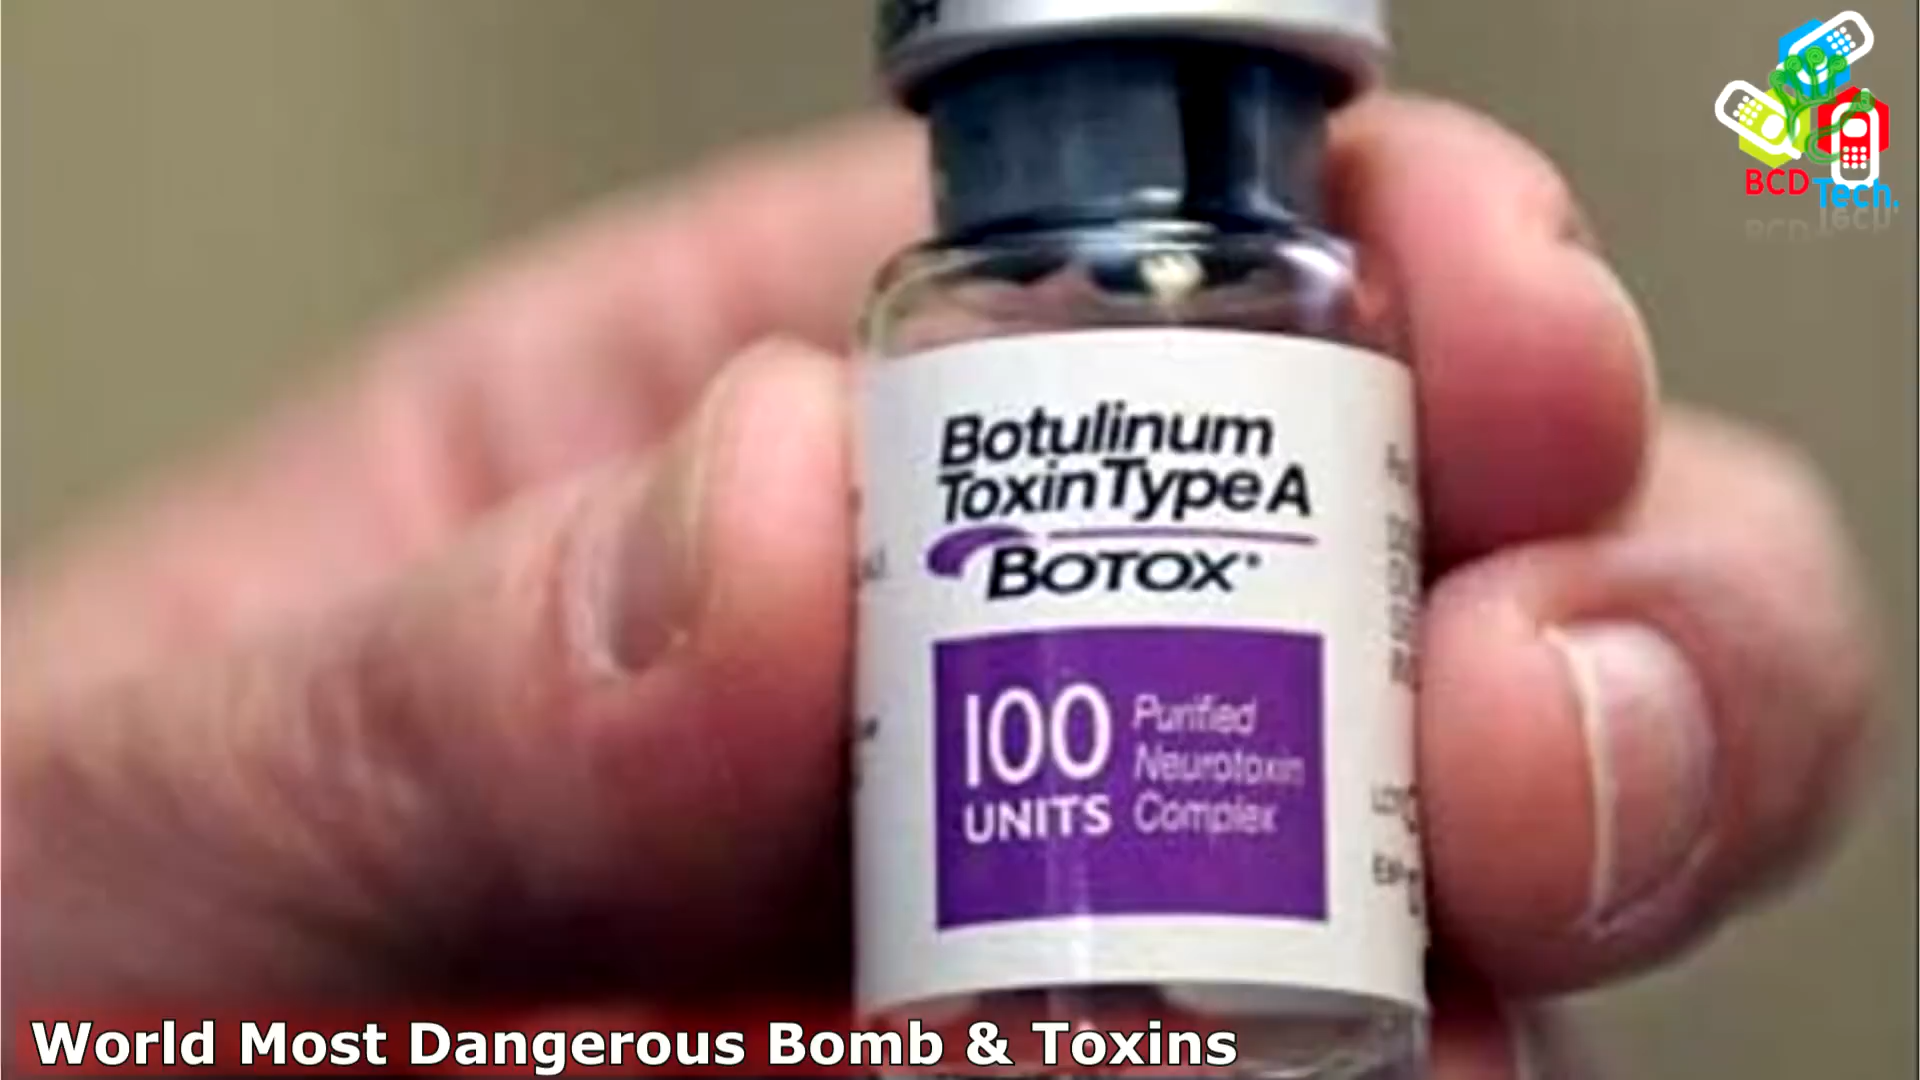 BCD Tech.
Botulinum
Toxin Type A
BOTOX
100
UNITS
Purified
Neurotoxin
Complex
World Most Dangerous Bomb & Toxins